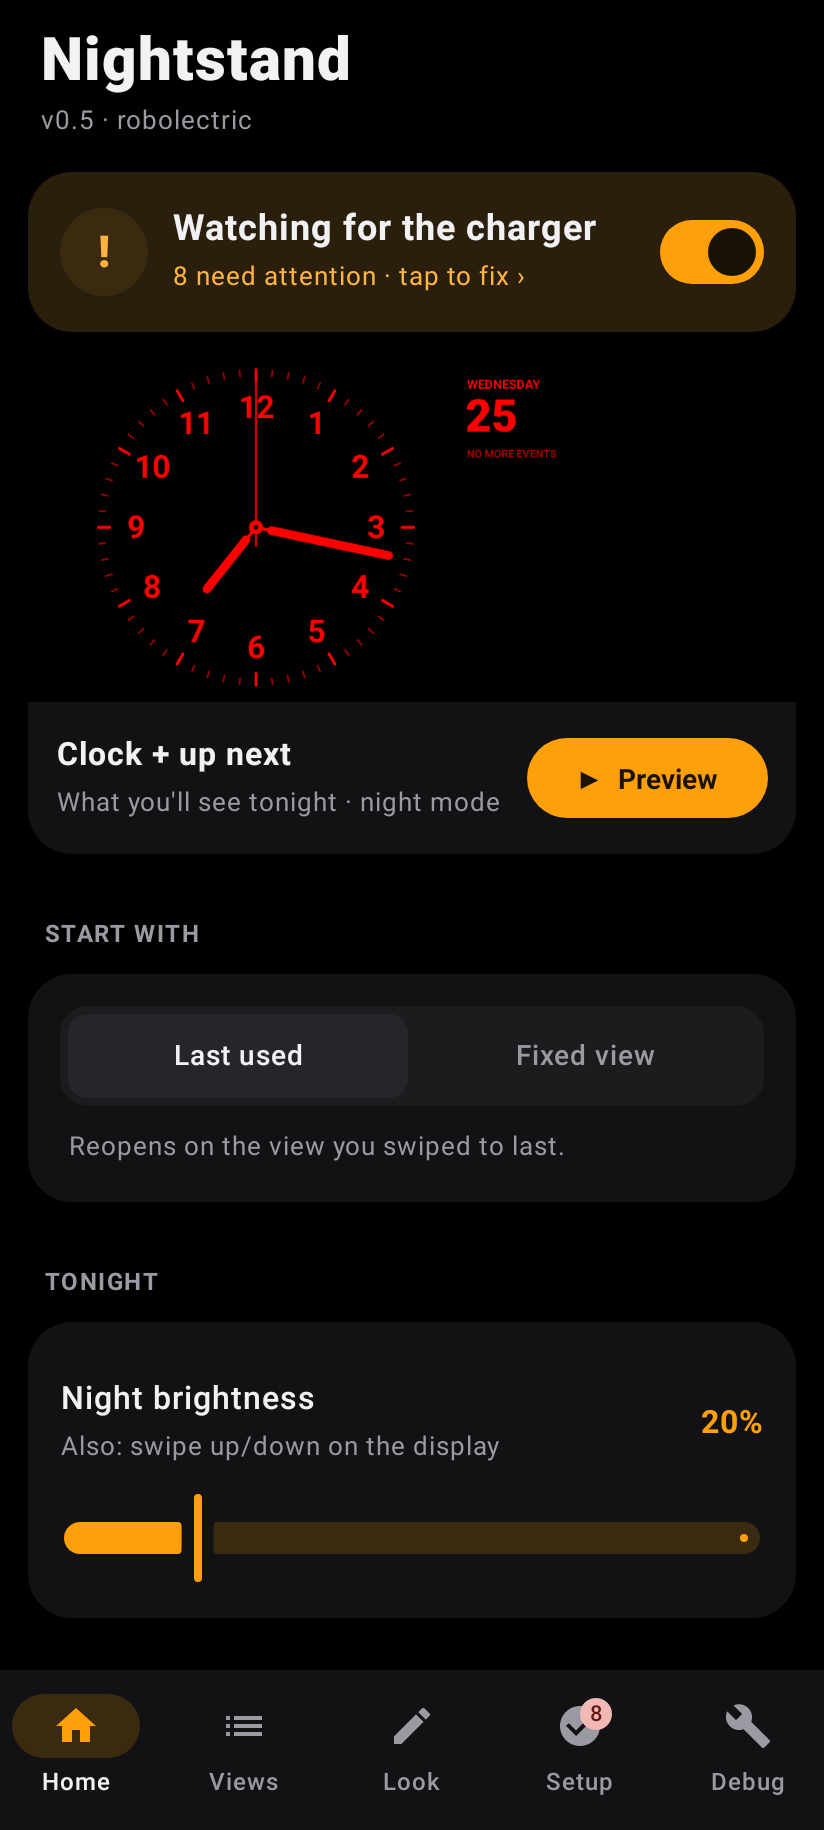 Nightstand
v0.5 · robolectric
!
Watching for the charger
8 need attention · tap to fix ›
12
1
2
3
4
5
6
7
8
9
10
11
WEDNESDAY
25
NO MORE EVENTS
Clock + up next
What you'll see tonight · night mode
► Preview
START WITH
Last used
Fixed view
Reopens on the view you swiped to last.
TONIGHT
Night brightness
Also: swipe up/down on the display
20%
8
Home
Views
Look
Setup
Debug